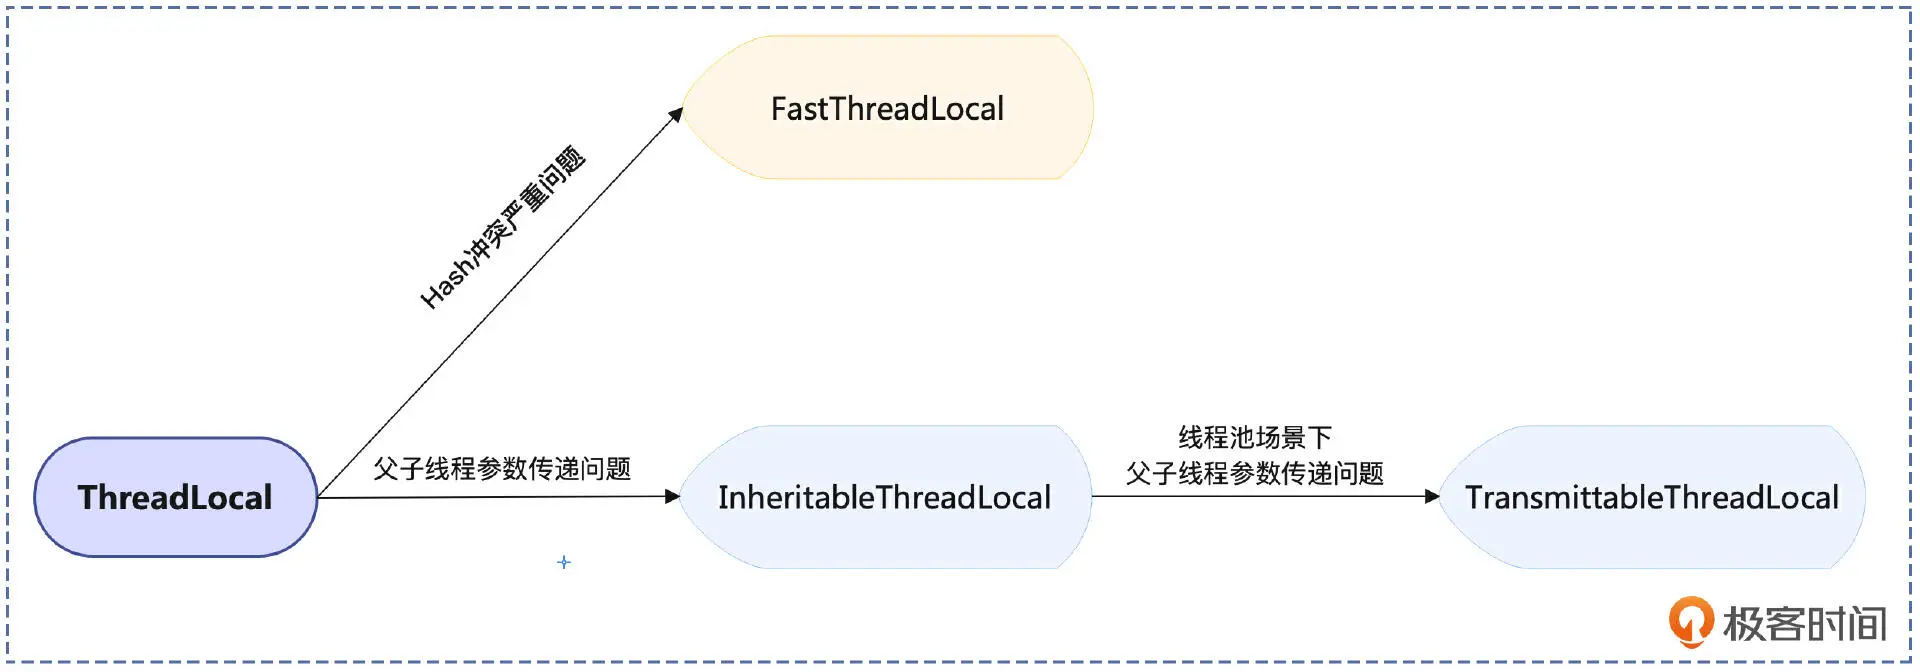 FastThreadLocal
Hash冲突严重问题
ThreadLocal
父子线程参数传递问题
InheritableThreadLocal
线程池场景下
父子线程参数传递问题
TransmittableThreadLocal
极客时间